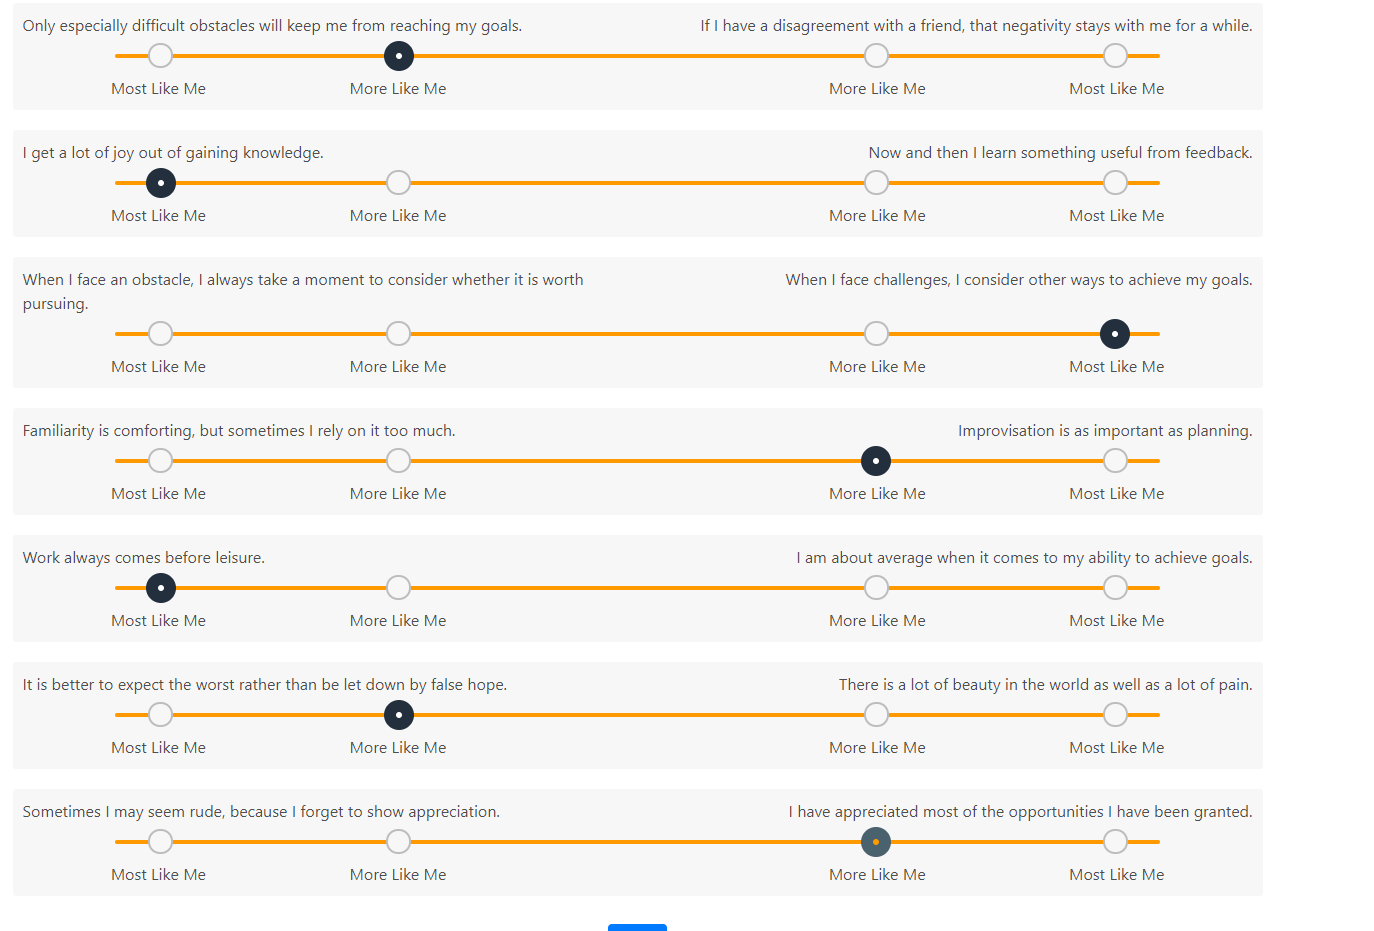 Only especially difficult obstacles will keep me from reaching my goals. If I have a disagreement with a friend, that negativity stays with me for a while.
Most Like Me More Like Me More Like Me Most Like Me
I get a lot of joy out of gaining knowledge. Now and then I learn something useful from feedback.
Most Like Me More Like Me More Like Me Most Like Me
When I face an obstacle, I always take a moment to consider whether it is worth When I face challenges, I consider other ways to achieve my goals.
pursuing.
Most Like Me More Like Me More Like Me Most Like Me
Familiarity is comforting, but sometimes I rely on it too much. Improvisation is as important as planning.
Most Like Me More Like Me More Like Me Most Like Me
Work always comes before leisure. I am about average when it comes to my ability to achieve goals.
Most Like Me More Like Me More Like Me Most Like Me
It is better to expect the worst rather than be let down by false hope. There is a lot of beauty in the world as well as a lot of pain.
Most Like Me More Like Me More Like Me Most Like Me
Sometimes I may seem rude, because I forget to show appreciation. I have appreciated most of the opportunities I have been granted.
Most Like Me More Like Me More Like Me Most Like Me